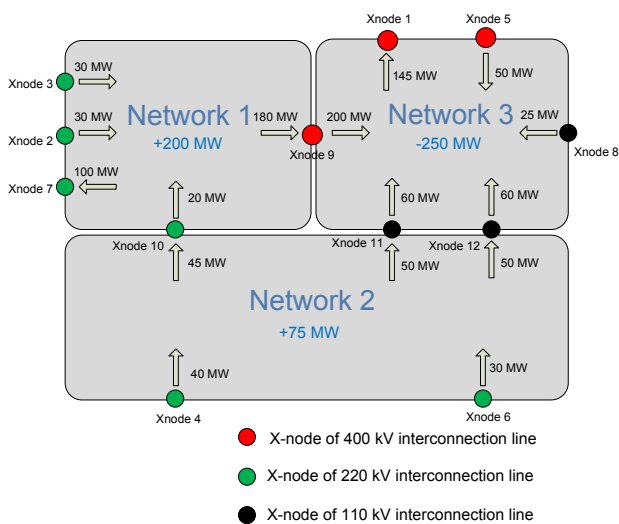 Xnode 1
Xnode 5
30 MW
Xnode 3
145 MW
50 MW
30 MW
Network 1
180 MW
200 MW
Network 3
25 MW
Xnode 2
+200 MW
-250 MW
Xnode 9
Xnode 8
100 MW
Xnode 7
20 MW
60 MW
60 MW
Xnode 10
Xnode 11
Xnode 12
45 MW
50 MW
50 MW
Network 2
+75 MW
40 MW
30 MW
Xnode 4
Xnode 6
X-node of 400 kV interconnection line
X-node of 220 kV interconnection line
X-node of 110 kV interconnection line